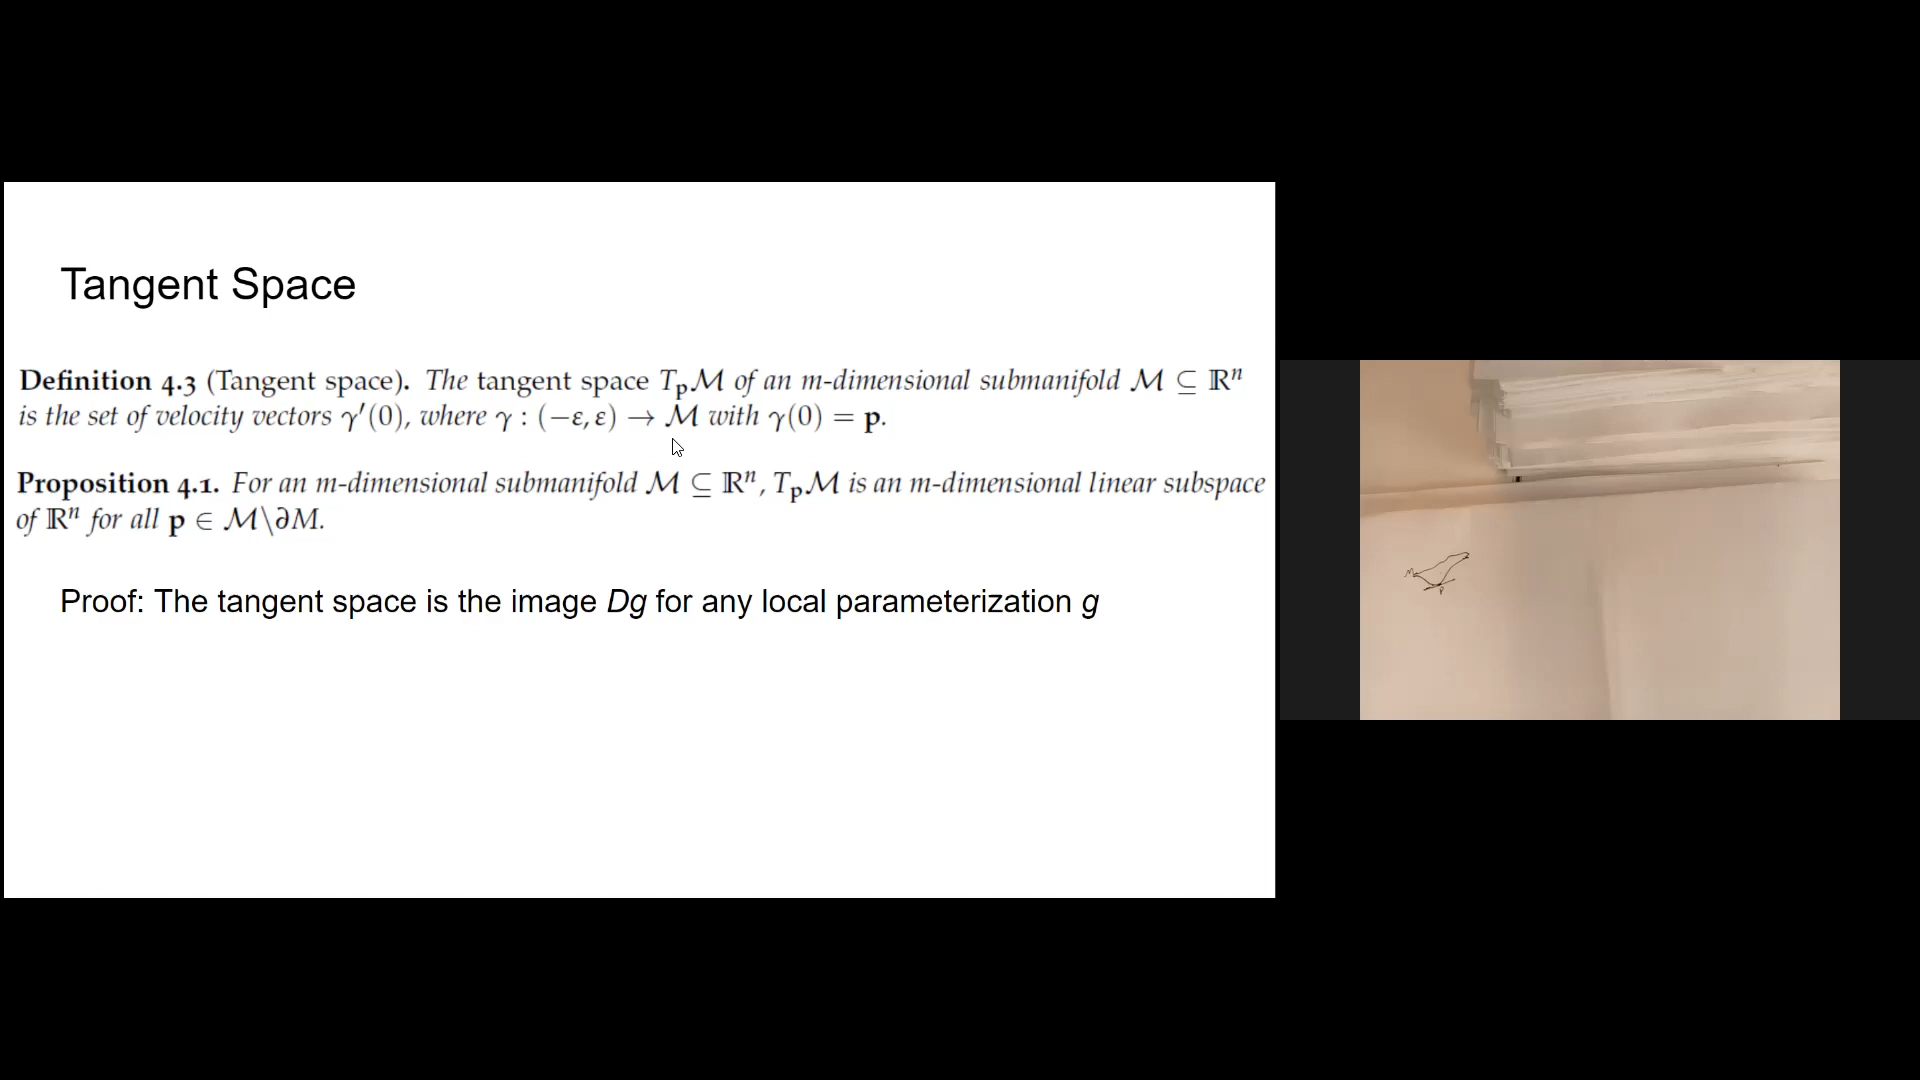 Tangent Space
Definition 4.3 (Tangent space). The tangent space TₚM of an m-dimensional submanifold M ⊆ ℝⁿ
is the set of velocity vectors γ′(0), where γ : (−ε, ε) → M with γ(0) = p.
Proposition 4.1. For an m-dimensional submanifold M ⊆ ℝⁿ, TₚM is an m-dimensional linear subspace
of ℝⁿ for all p ∈ M\∂M.
Proof: The tangent space is the image Dg for any local parameterization g
M
P